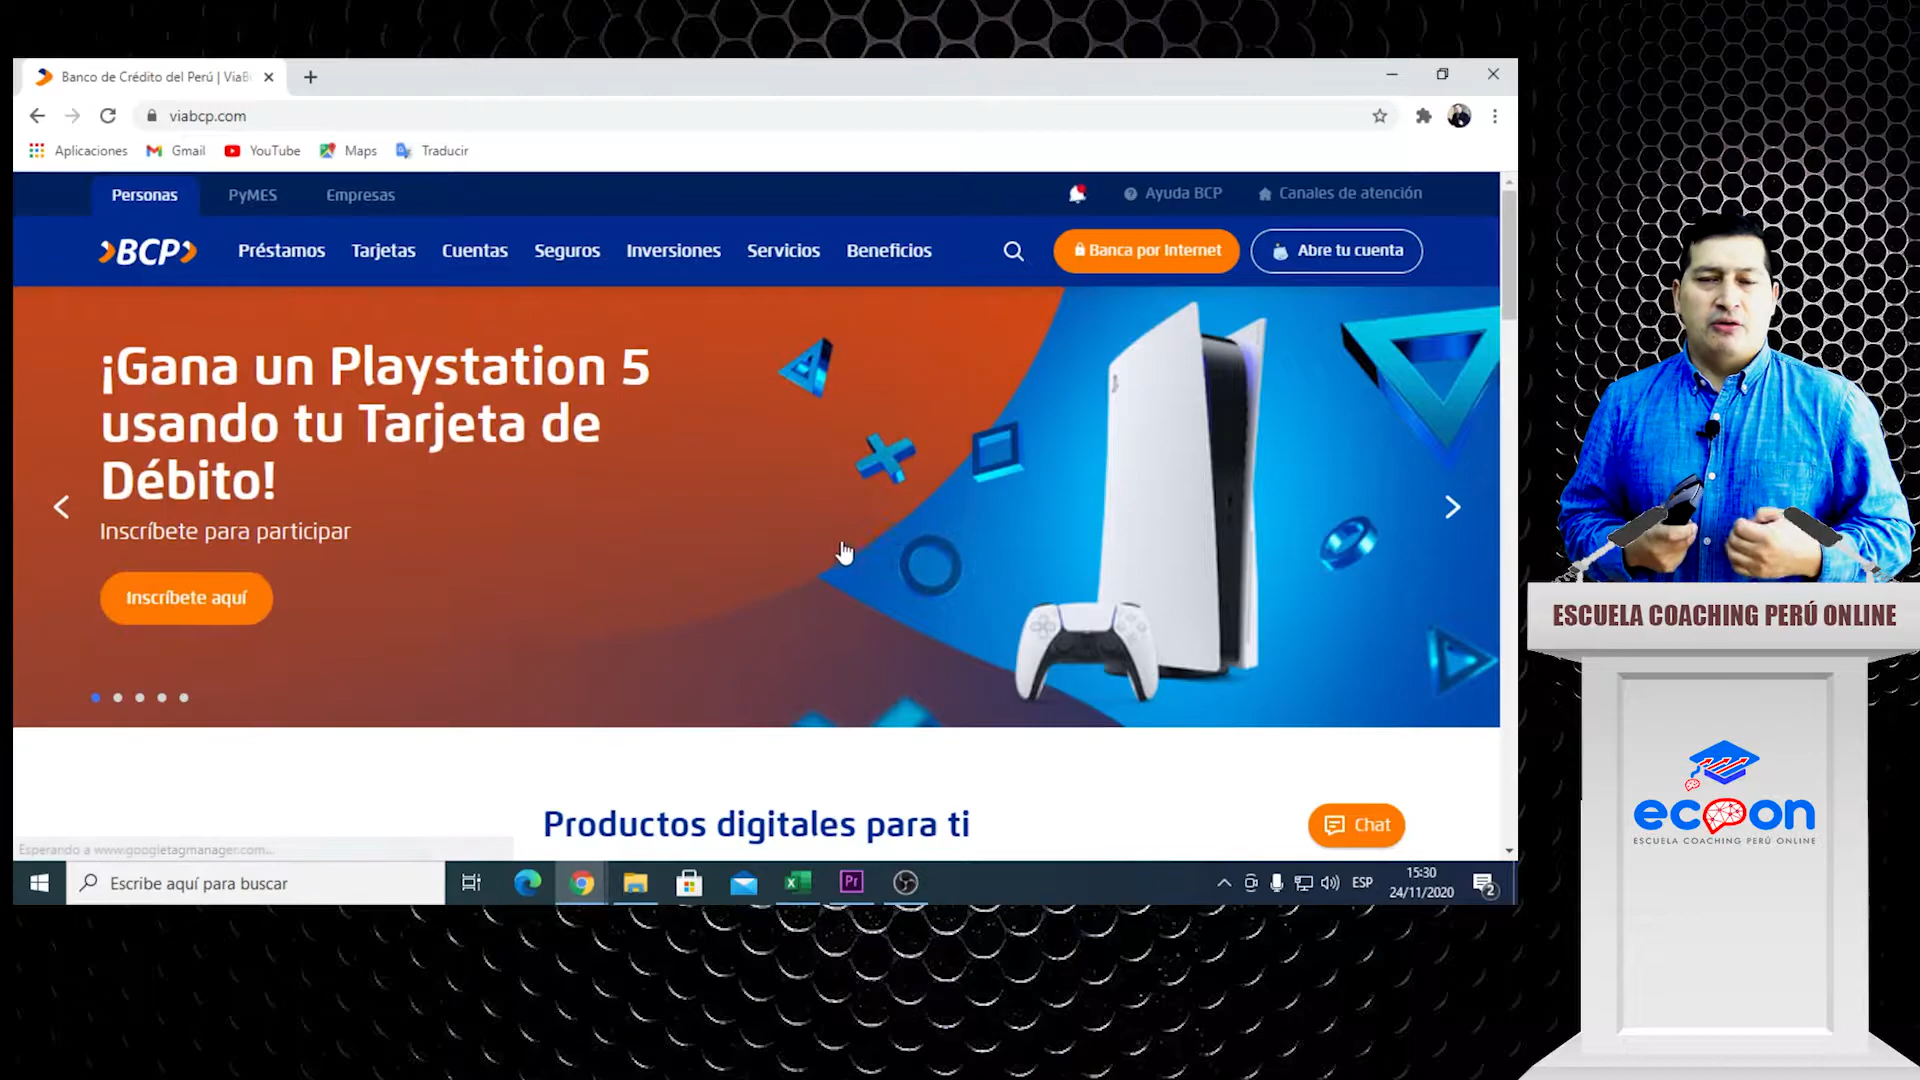 Banco de Crédito del Perú | ViaB
viabcp.com
Aplicaciones
Gmail
YouTube
Maps
Traducir
Personas
PyMES
Empresas
Ayuda BCP
Canales de atención
BCP
Préstamos
Tarjetas
Cuentas
Seguros
Inversiones
Servicios
Beneficios
Banca por Internet
Abre tu cuenta
¡Gana un Playstation 5
usando tu Tarjeta de
Débito!
Inscríbete para participar
Inscríbete aquí
Productos digitales para ti
Chat
Esperando a www.googletagmanager.com...
Escribe aquí para buscar
Pr
ESP
15:30
24/11/2020
2
ESCUELA COACHING PERÚ ONLINE
ecpon
ESCUELA COACHING PERÚ ONLINE